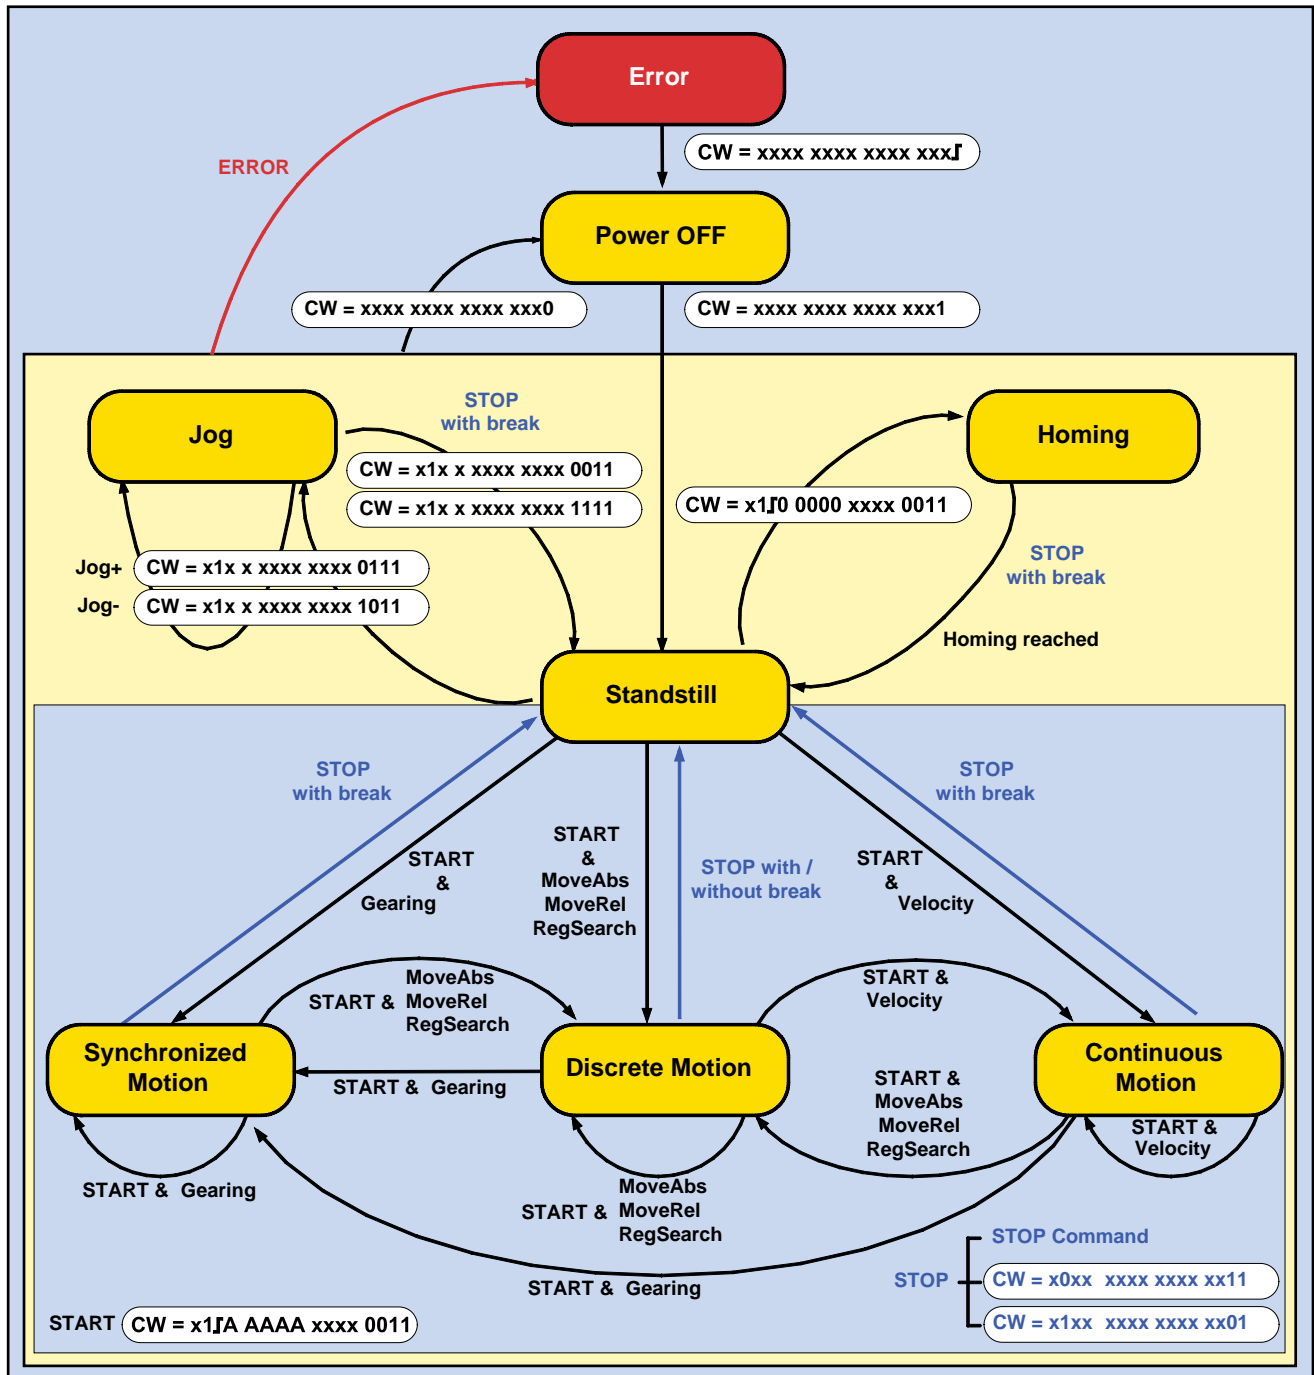 Error
CW = xxxx xxxx xxxx xxx⎍
ERROR
Power OFF
CW = xxxx xxxx xxxx xxx0
CW = xxxx xxxx xxxx xxx1
Jog
STOP
with break
CW = x1x x xxxx xxxx 0011
CW = x1x x xxxx xxxx 1111
Homing
CW = x1⎍0 0000 xxxx 0011
Jog+ CW = x1x x xxxx xxxx 0111
Jog- CW = x1x x xxxx xxxx 1011
STOP
with break
Homing reached
Standstill
STOP
with break
START
&
Gearing
START
&
MoveAbs
MoveRel
RegSearch
STOP with /
without break
START
&
Velocity
STOP
with break
START & MoveAbs
MoveRel
RegSearch
START &
Velocity
Synchronized
Motion
START & Gearing
Discrete Motion
START &
MoveAbs
MoveRel
RegSearch
Continuous
Motion
START &
Velocity
START & Gearing
START & MoveAbs
MoveRel
RegSearch
START & Gearing
STOP
STOP Command
CW = x0xx xxxx xxxx xx11
CW = x1xx xxxx xxxx xx01
START CW = x1⎍A AAAA xxxx 0011